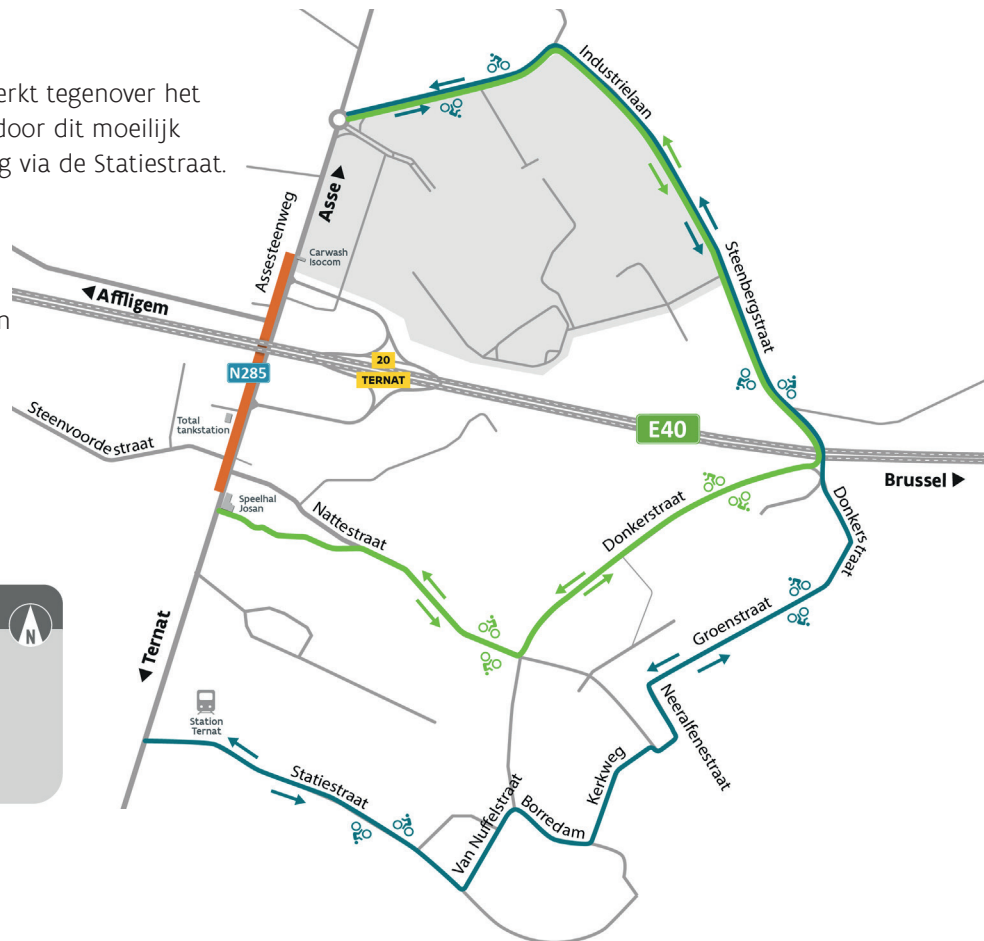 erkt tegenover het
door dit moeilijk
g via de Statiestraat.
n
Industrielaan
Assesteenweg
Asse
Carwash
Isocom
Affligem
Steenbergstraat
20
TERNAT
N285
Total
tankstation
Steenvoordestraat
E40
Brussel
Speelhal
Josan
Nattestraat
Donkerstraat
Donkerstraat
Groenstraat
N
Ternat
Neeralfenestraat
Station
Ternat
Statiestraat
Kerkweg
Van Nuffelstraat
Borredam